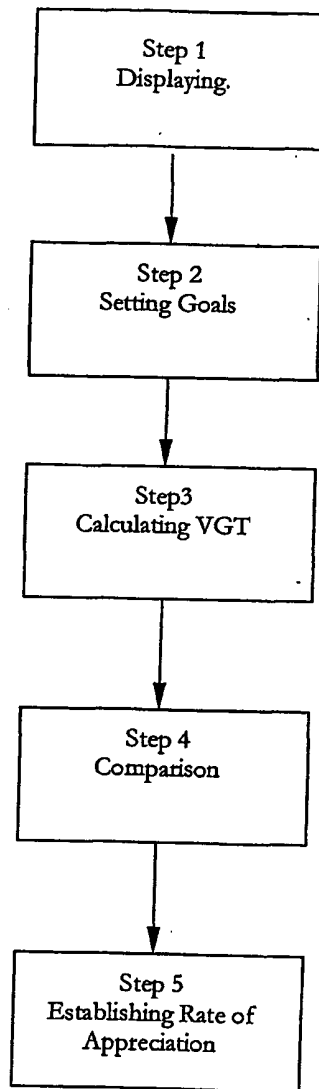 Step 1
Displaying.
Step 2
Setting Goals
Step3
Calculating VGT
Step 4
Comparison
Step 5
Establishing Rate of
Appreciation